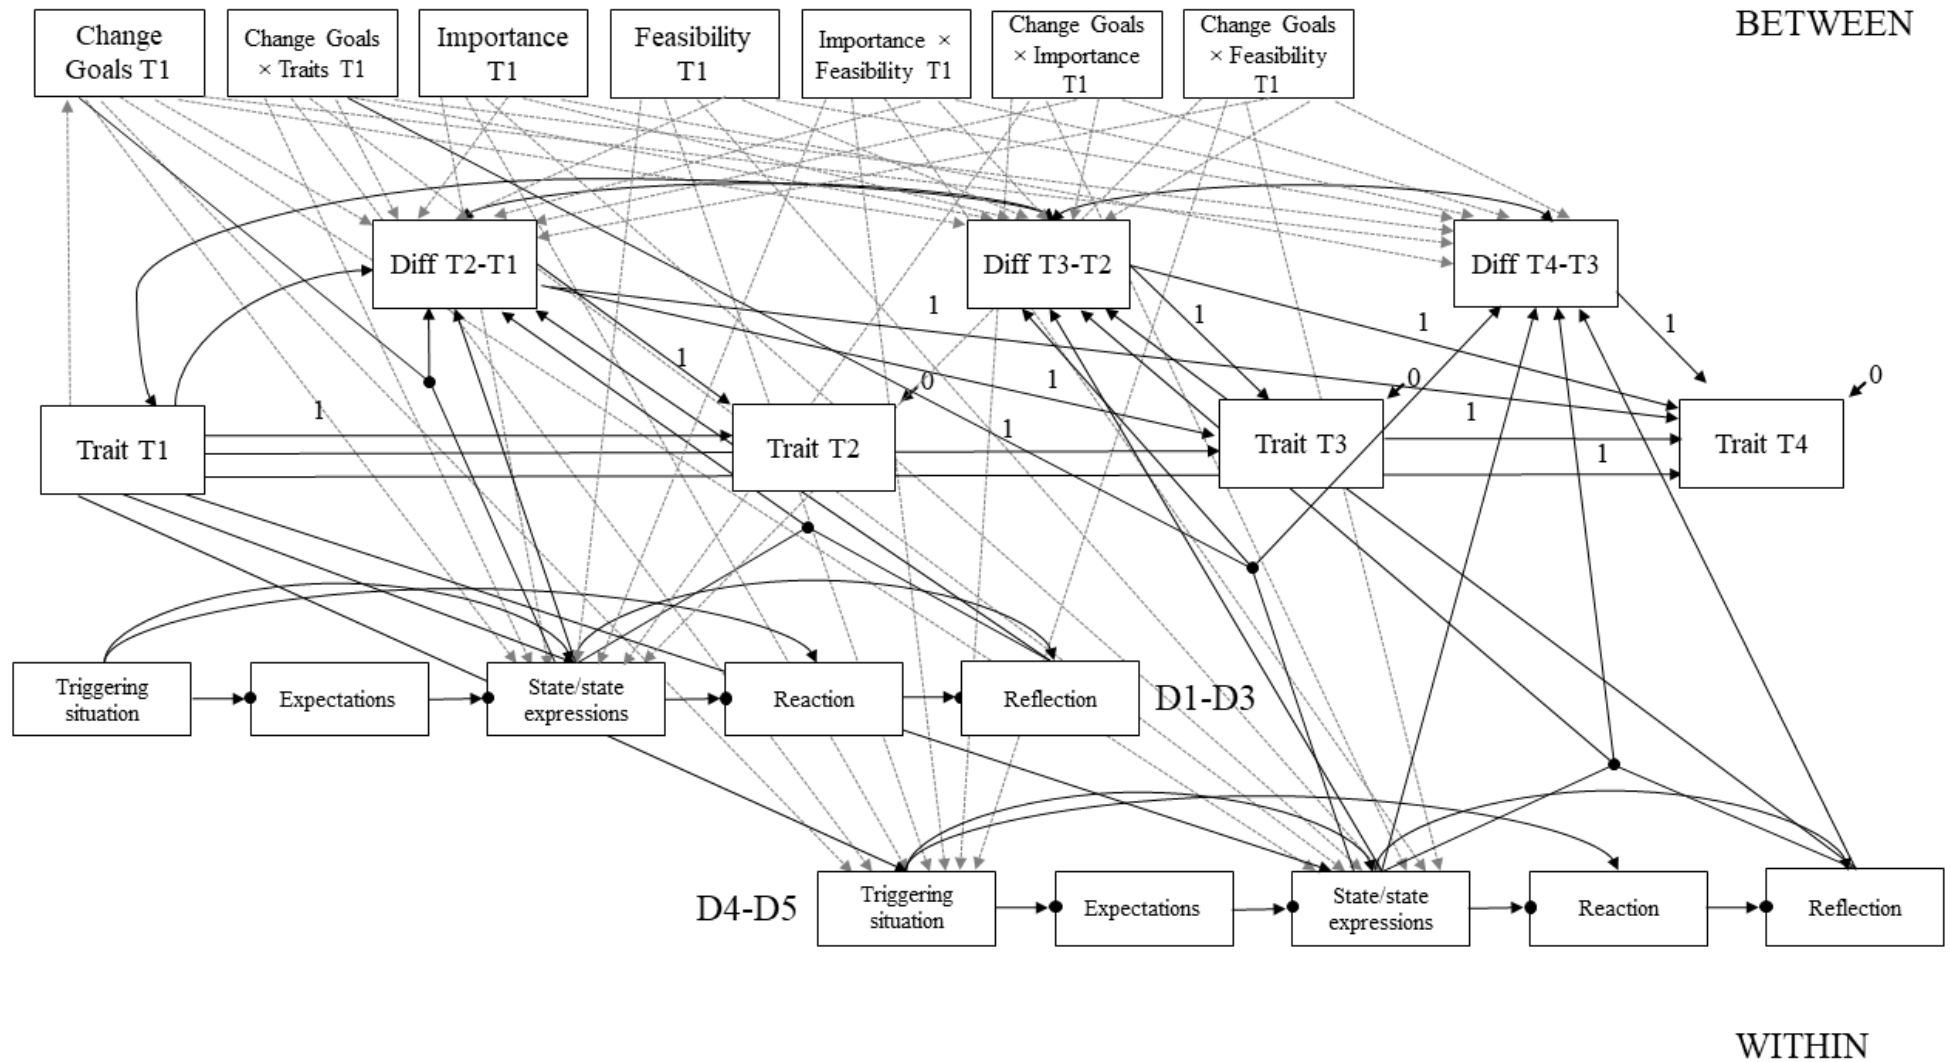 Change
Goals T1
Change Goals
× Traits T1
Importance
T1
Feasibility
T1
Importance ×
Feasibility T1
Change Goals
× Importance
T1
Change Goals
× Feasibility
T1
BETWEEN
Diff T2-T1
Diff T3-T2
Diff T4-T3
1
1
1
1
1
1
0
0
0
1
1
1
1
Trait T1
Trait T2
Trait T3
Trait T4
Triggering
situation
Expectations
State/state
expressions
Reaction
Reflection
D1-D3
D4-D5
Triggering
situation
Expectations
State/state
expressions
Reaction
Reflection
WITHIN